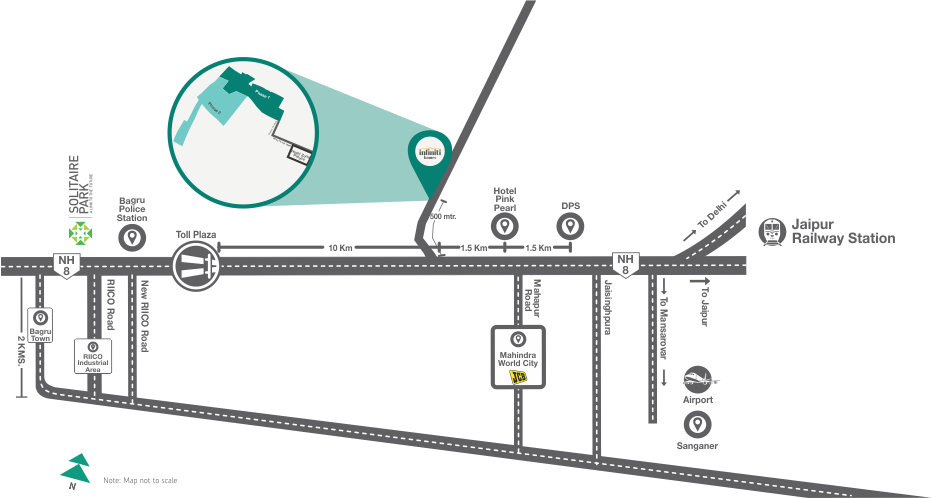 Phase 1
Phase 2
infiniti
homes
SOLITAIRE
PARK
Bagru
Police
Station
Toll Plaza
Hotel
Pink
Pearl
DPS
500 mtr.
10 Km
1.5 Km
1.5 Km
To Delhi
Jaipur
Railway Station
NH
8
NH
8
RIICO Road
New RIICO Road
Mahapur
Road
Jaisinghpura
To Mansarovar
To Jaipur
2 KMS.
Bagru
Town
RIICO
Industrial
Area
Mahindra
World City
JCB
Airport
Sanganer
N
Note: Map not to scale